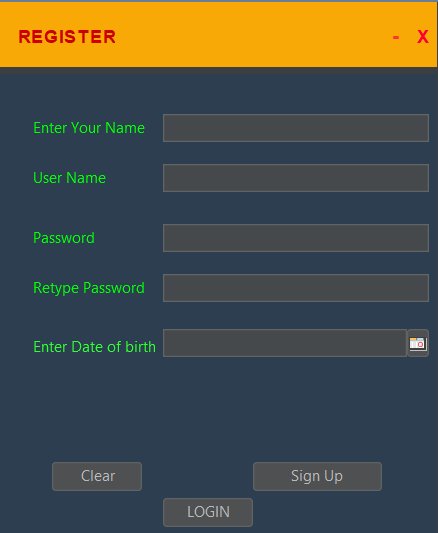 REGISTER - X
Enter Your Name
User Name
Password
Retype Password
Enter Date of birth
Clear Sign Up
LOGIN